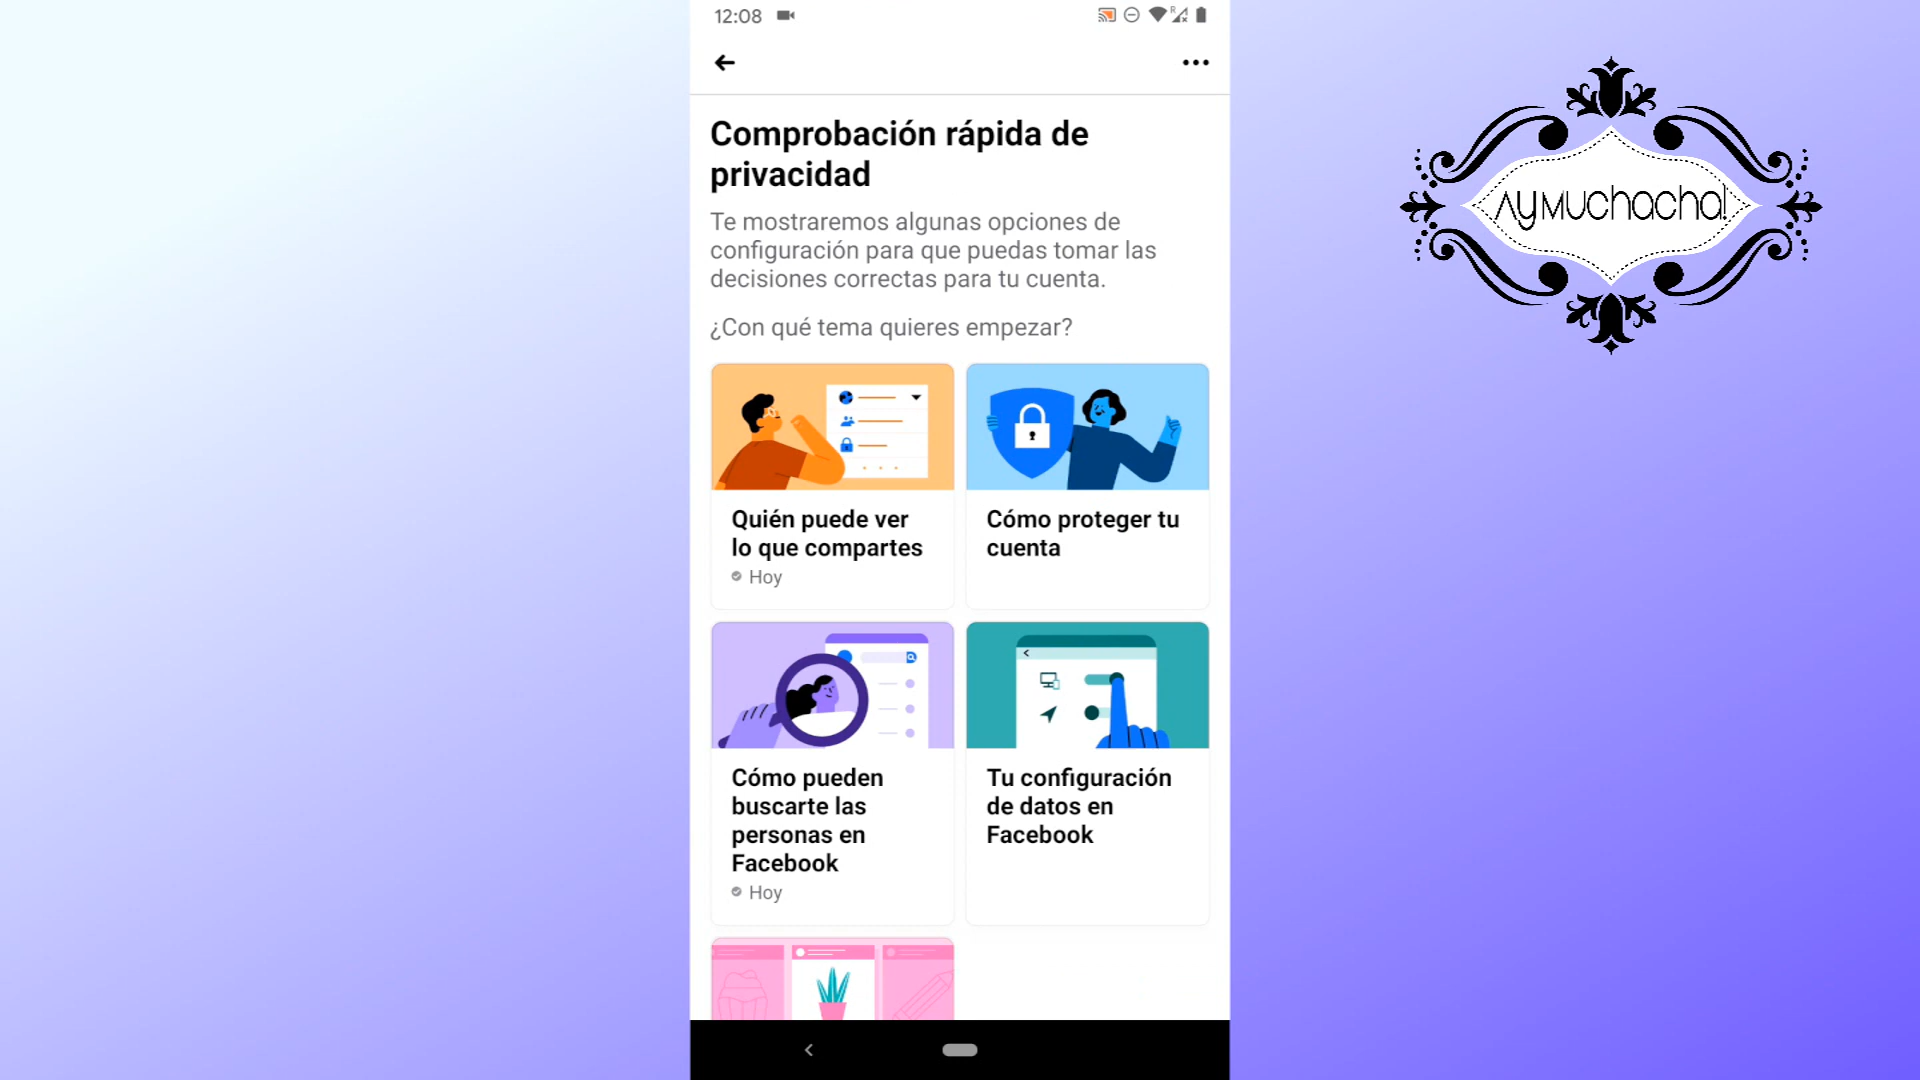 12:08
AyMuchacha!
Comprobación rápida de
privacidad
Te mostraremos algunas opciones de
configuración para que puedas tomar las
decisiones correctas para tu cuenta.
¿Con qué tema quieres empezar?
Quién puede ver
lo que compartes
Hoy
Cómo proteger tu
cuenta
Cómo pueden
buscarte las
personas en
Facebook
Hoy
Tu configuración
de datos en
Facebook